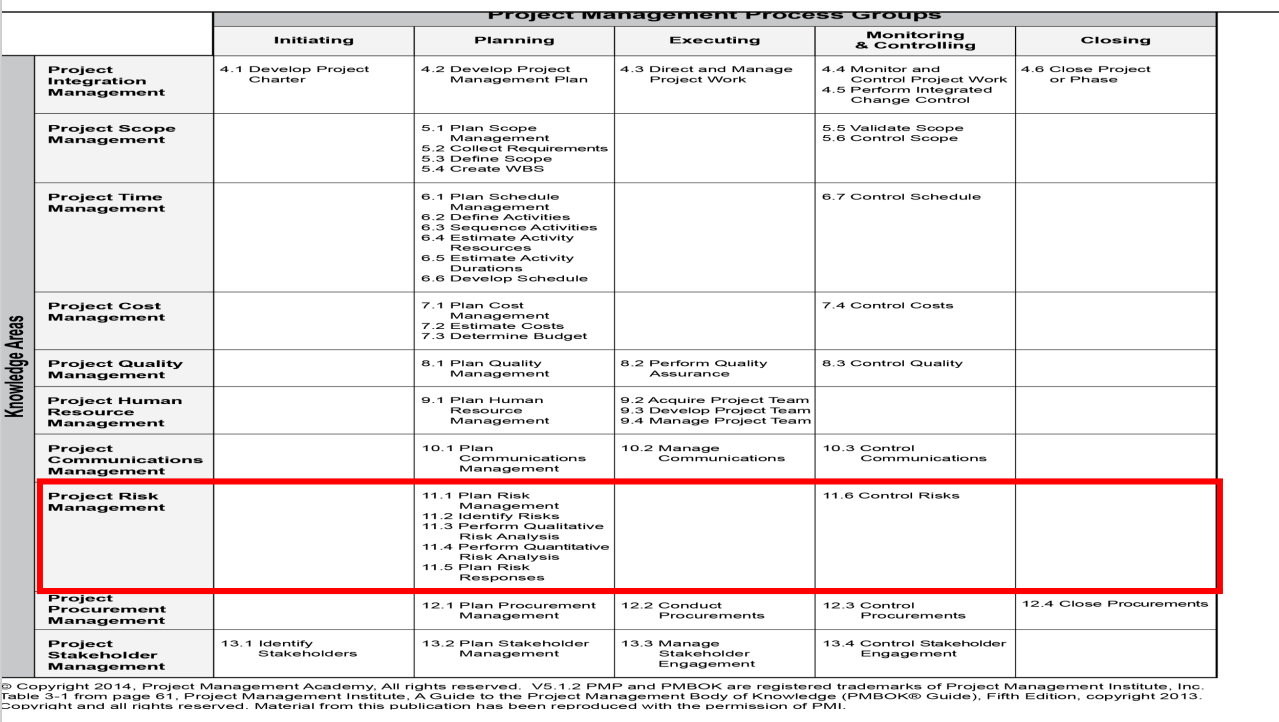 Project Management Process Groups
Initiating
Planning
Executing
Monitoring
& Controlling
Closing
Knowledge Areas
Project
Integration
Management
4.1 Develop Project
Charter
4.2 Develop Project
Management Plan
4.3 Direct and Manage
Project Work
4.4 Monitor and
Control Project Work
4.5 Perform Integrated
Change Control
4.6 Close Project
or Phase
Project Scope
Management
5.1 Plan Scope
Management
5.2 Collect Requirements
5.3 Define Scope
5.4 Create WBS
5.5 Validate Scope
5.6 Control Scope
Project Time
Management
6.1 Plan Schedule
Management
6.2 Define Activities
6.3 Sequence Activities
6.4 Estimate Activity
Resources
6.5 Estimate Activity
Durations
6.6 Develop Schedule
6.7 Control Schedule
Project Cost
Management
7.1 Plan Cost
Management
7.2 Estimate Costs
7.3 Determine Budget
7.4 Control Costs
Project Quality
Management
8.1 Plan Quality
Management
8.2 Perform Quality
Assurance
8.3 Control Quality
Project Human
Resource
Management
9.1 Plan Human
Resource
Management
9.2 Acquire Project Team
9.3 Develop Project Team
9.4 Manage Project Team
Project
Communications
Management
10.1 Plan
Communications
Management
10.2 Manage
Communications
10.3 Control
Communications
Project Risk
Management
11.1 Plan Risk
Management
11.2 Identify Risks
11.3 Perform Qualitative
Risk Analysis
11.4 Perform Quantitative
Risk Analysis
11.5 Plan Risk
Responses
11.6 Control Risks
Project
Procurement
Management
12.1 Plan Procurement
Management
12.2 Conduct
Procurements
12.3 Control
Procurements
12.4 Close Procurements
Project
Stakeholder
Management
13.1 Identify
Stakeholders
13.2 Plan Stakeholder
Management
13.3 Manage
Stakeholder
Engagement
13.4 Control Stakeholder
Engagement
© Copyright 2014, Project Management Academy, All rights reserved. V5.1.2 PMP and PMBOK are registered trademarks of Project Management Institute, Inc.
Table 3-1 from page 61, Project Management Institute, A Guide to the Project Management Body of Knowledge (PMBOK® Guide), Fifth Edition, copyright 2013.
Copyright and all rights reserved. Material from this publication has been reproduced with the permission of PMI.